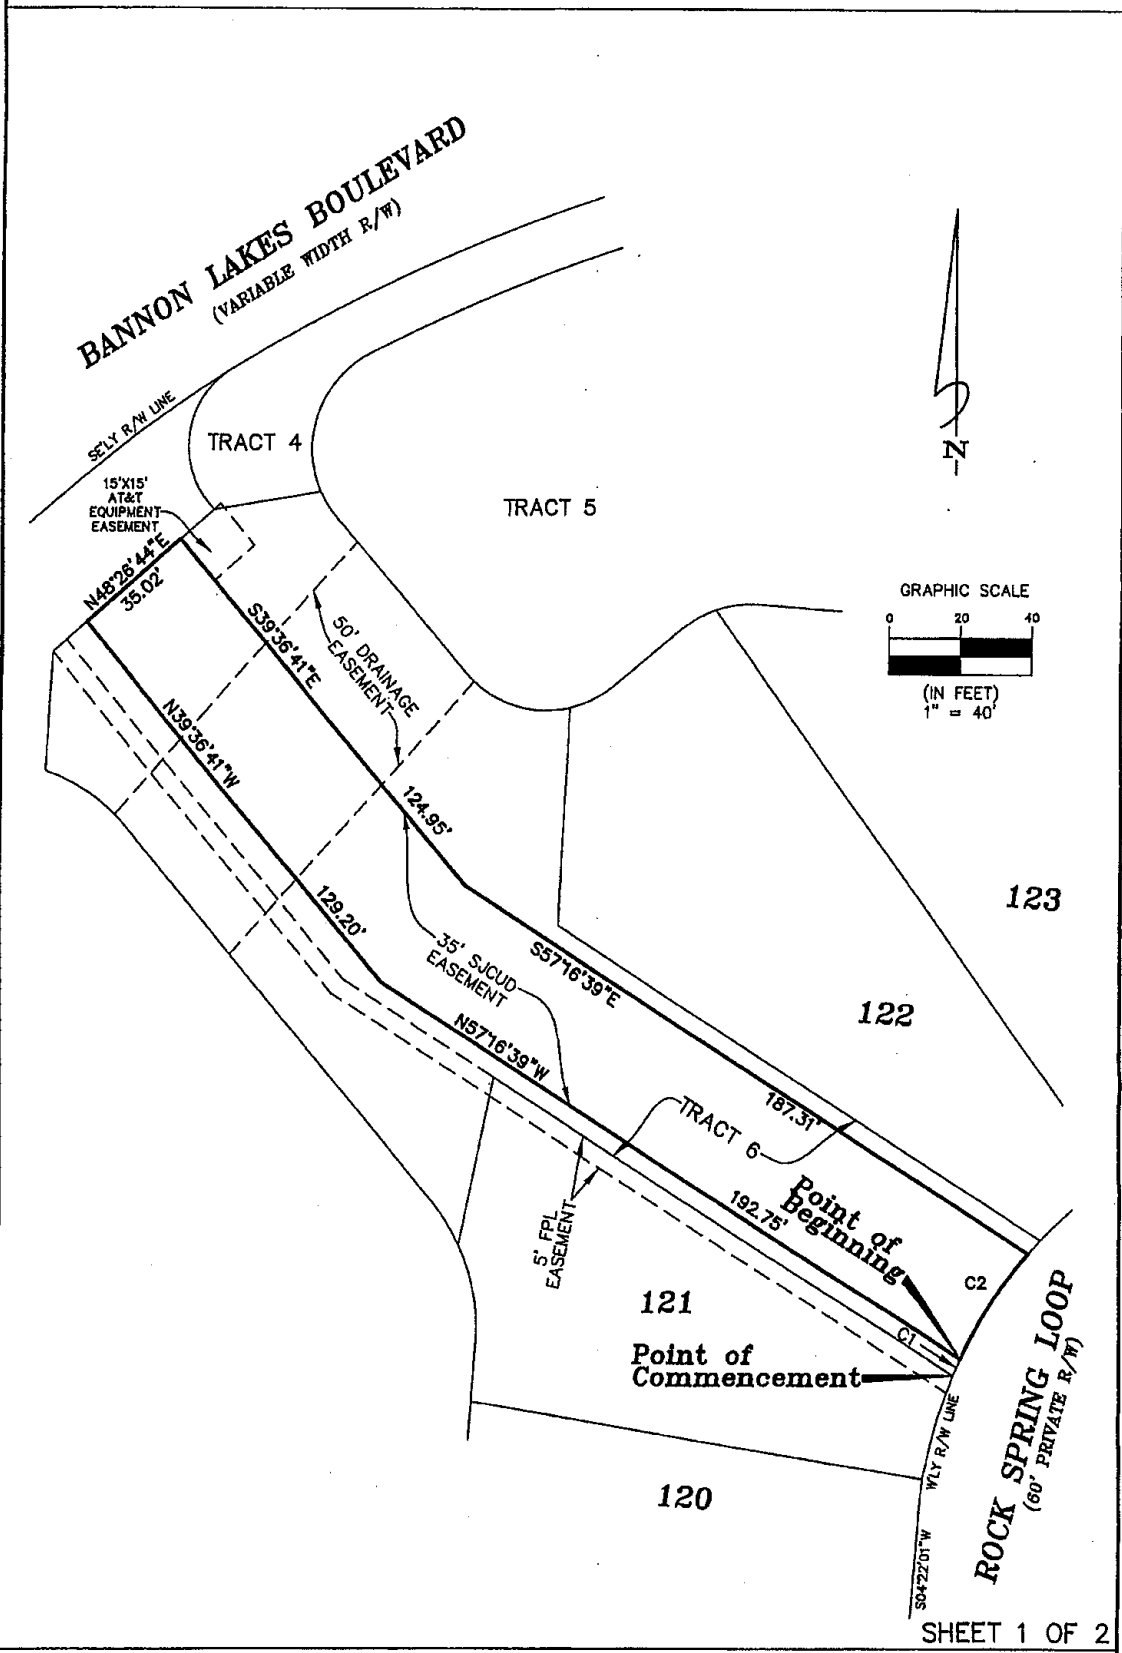 BANNON LAKES BOULEVARD
(VARIABLE WIDTH R/W)
SE'LY R/W LINE
TRACT 4
TRACT 5
15'X15'
AT&T
EQUIPMENT
EASEMENT
N
N48°26'44"E
35.02'
S39°36'41"E
124.95'
50' DRAINAGE
EASEMENT
GRAPHIC SCALE
0 20 40
(IN FEET)
1" = 40'
N39°36'41"W
129.20'
35' SJCUD
EASEMENT
S57°16'39"E
187.31'
N57°16'39"W
192.75'
123
122
TRACT 6
5' FPL
EASEMENT
Point of
Beginning
C2
C1
121
Point of
Commencement
ROCK SPRING LOOP
(60' PRIVATE R/W)
WLY R/W LINE
S04°22'01"W
120
SHEET 1 OF 2